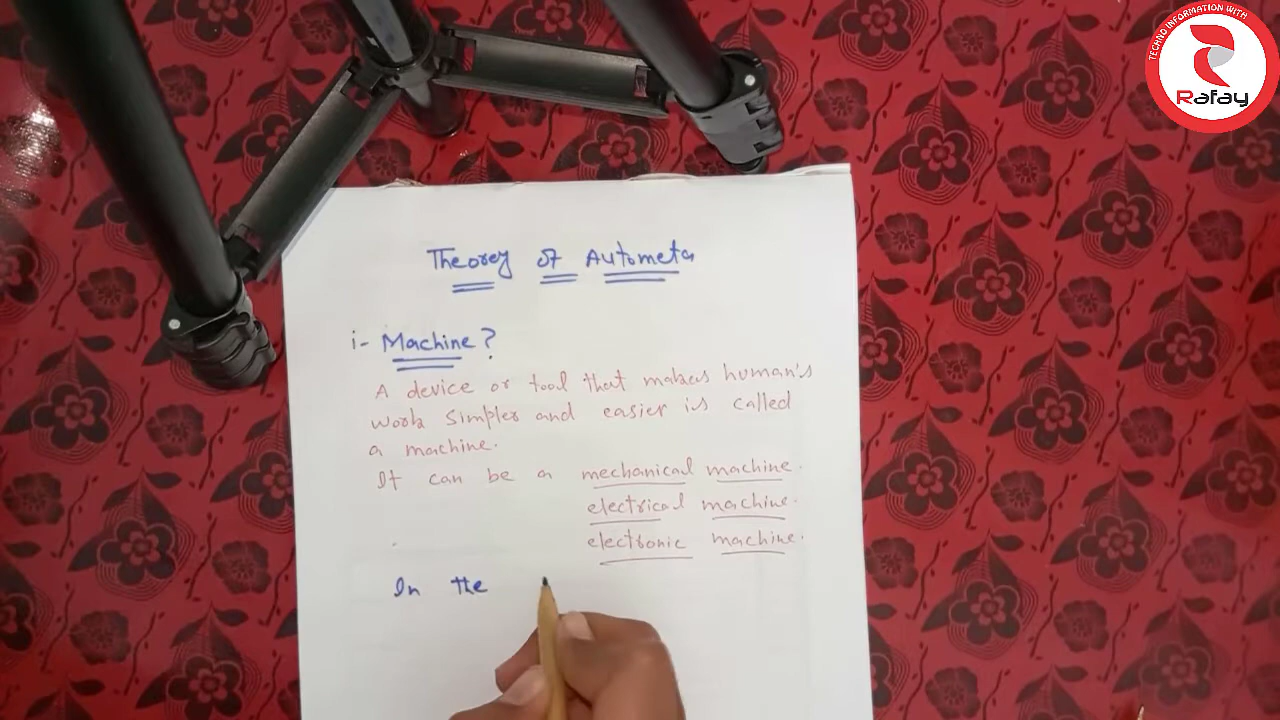 TECHNO INFORMATION WITH
Rafay
Theorey of Autometa
i- Machine?
A device or tool that makes human's
work simpler and easier is called
a machine.
It can be a mechanical machine.
electrical machine.
electronic machine.
In the